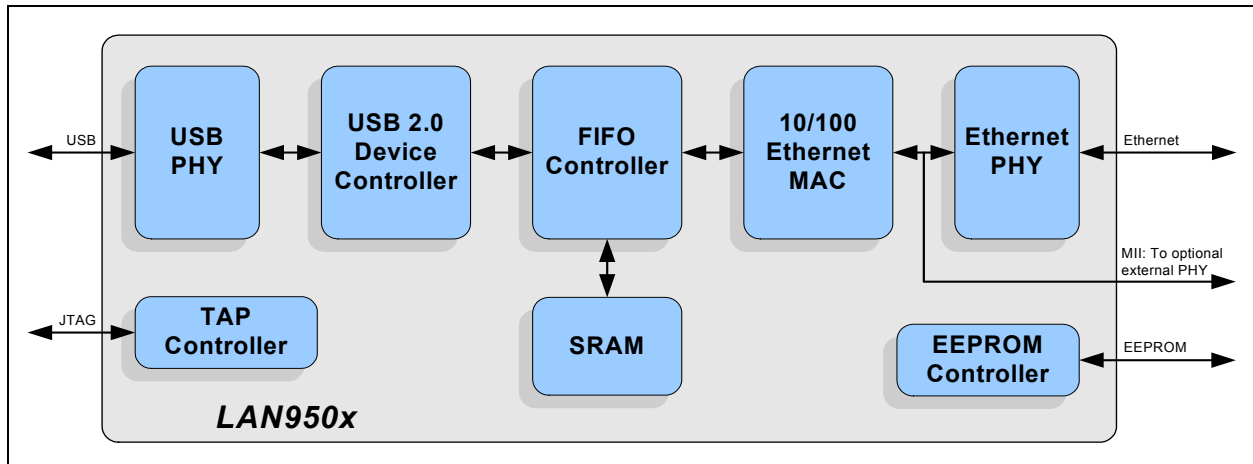 USB
USB
PHY
USB 2.0
Device
Controller
FIFO
Controller
10/100
Ethernet
MAC
Ethernet
PHY
Ethernet
MII: To optional
external PHY
JTAG
TAP
Controller
SRAM
EEPROM
Controller
EEPROM
LAN950x